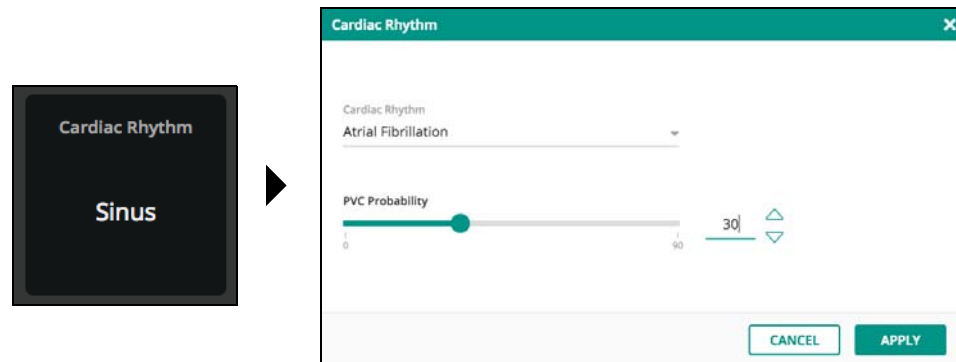 Cardiac Rhythm
Sinus
Cardiac Rhythm
Cardiac Rhythm
Atrial Fibrillation
PVC Probability
30
0 90
CANCEL APPLY